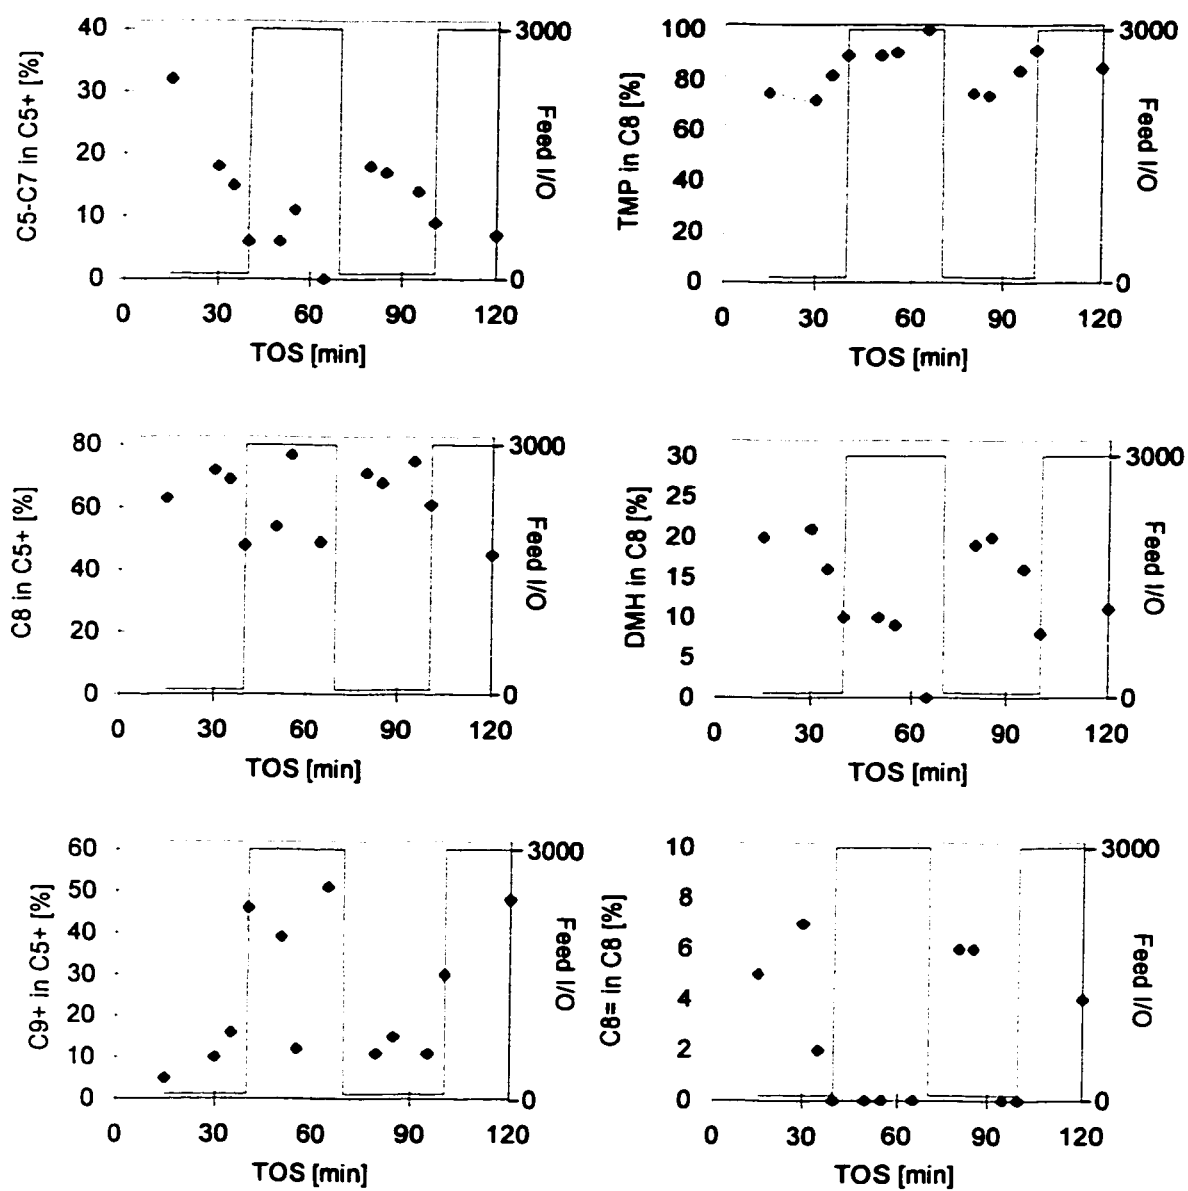 C5-C7 in C5+ [%]
40
30
20
10
0
0 30 60 90 120
TOS [min]
3000
0
Feed I/O
TMP in C8 [%]
100
80
60
40
20
0
0 30 60 90 120
TOS [min]
3000
0
Feed I/O
C8 in C5+ [%]
80
60
40
20
0
0 30 60 90 120
TOS [min]
3000
0
Feed I/O
DMH in C8 [%]
30
25
20
15
10
5
0
0 30 60 90 120
TOS [min]
3000
0
Feed I/O
C9+ in C5+ [%]
60
50
40
30
20
10
0
0 30 60 90 120
TOS [min]
3000
0
Feed I/O
C8= in C8 [%]
10
8
6
4
2
0
0 30 60 90 120
TOS [min]
3000
0
Feed I/O